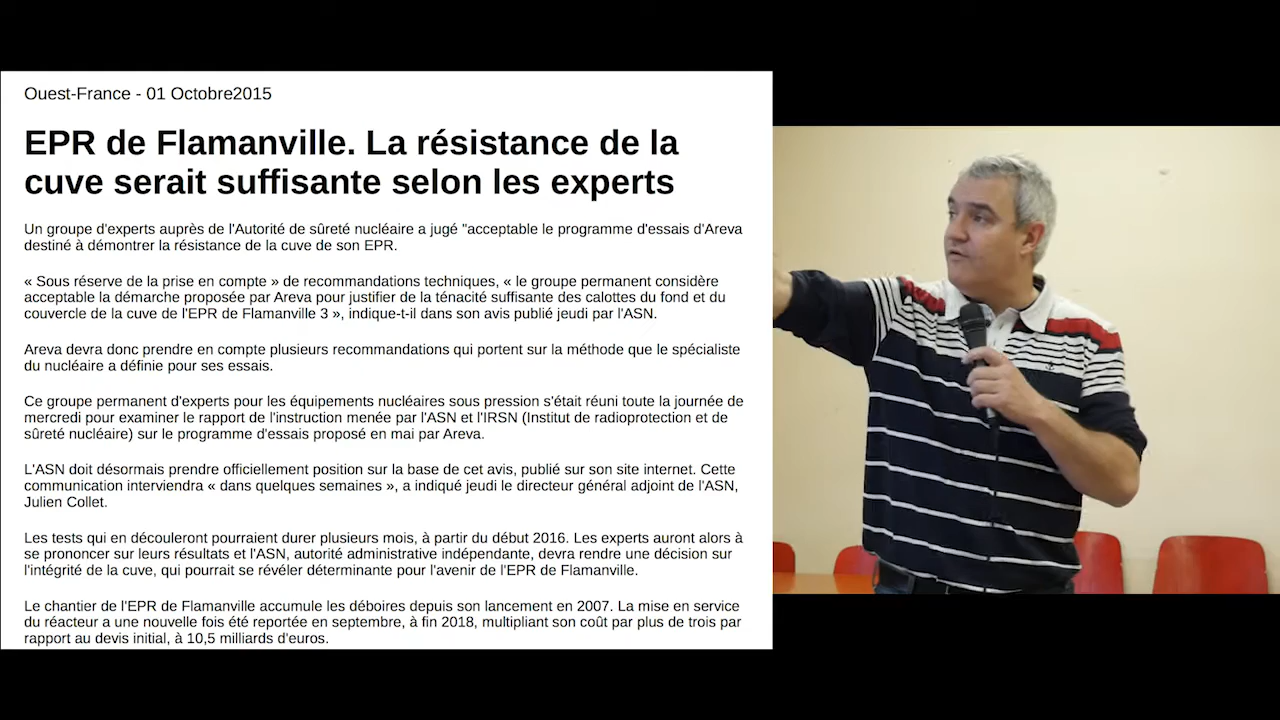 Ouest-France - 01 Octobre2015
EPR de Flamanville. La résistance de la
cuve serait suffisante selon les experts
Un groupe d'experts auprès de l'Autorité de sûreté nucléaire a jugé "acceptable le programme d'essais d'Areva
destiné à démontrer la résistance de la cuve de son EPR.
« Sous réserve de la prise en compte » de recommandations techniques, « le groupe permanent considère
acceptable la démarche proposée par Areva pour justifier de la ténacité suffisante des calottes du fond et du
couvercle de la cuve de l'EPR de Flamanville 3 », indique-t-il dans son avis publié jeudi par l'ASN.
Areva devra donc prendre en compte plusieurs recommandations qui portent sur la méthode que le spécialiste
du nucléaire a définie pour ses essais.
Ce groupe permanent d'experts pour les équipements nucléaires sous pression s'était réuni toute la journée de
mercredi pour examiner le rapport de l'instruction menée par l'ASN et l'IRSN (Institut de radioprotection et de
sûreté nucléaire) sur le programme d'essais proposé en mai par Areva.
L'ASN doit désormais prendre officiellement position sur la base de cet avis, publié sur son site internet. Cette
communication interviendra « dans quelques semaines », a indiqué jeudi le directeur général adjoint de l'ASN,
Julien Collet.
Les tests qui en découleront pourraient durer plusieurs mois, à partir du début 2016. Les experts auront alors à
se prononcer sur leurs résultats et l'ASN, autorité administrative indépendante, devra rendre une décision sur
l'intégrité de la cuve, qui pourrait se révéler déterminante pour l'avenir de l'EPR de Flamanville.
Le chantier de l'EPR de Flamanville accumule les déboires depuis son lancement en 2007. La mise en service
du réacteur a une nouvelle fois été reportée en septembre, à fin 2018, multipliant son coût par plus de trois par
rapport au devis initial, à 10,5 milliards d'euros.